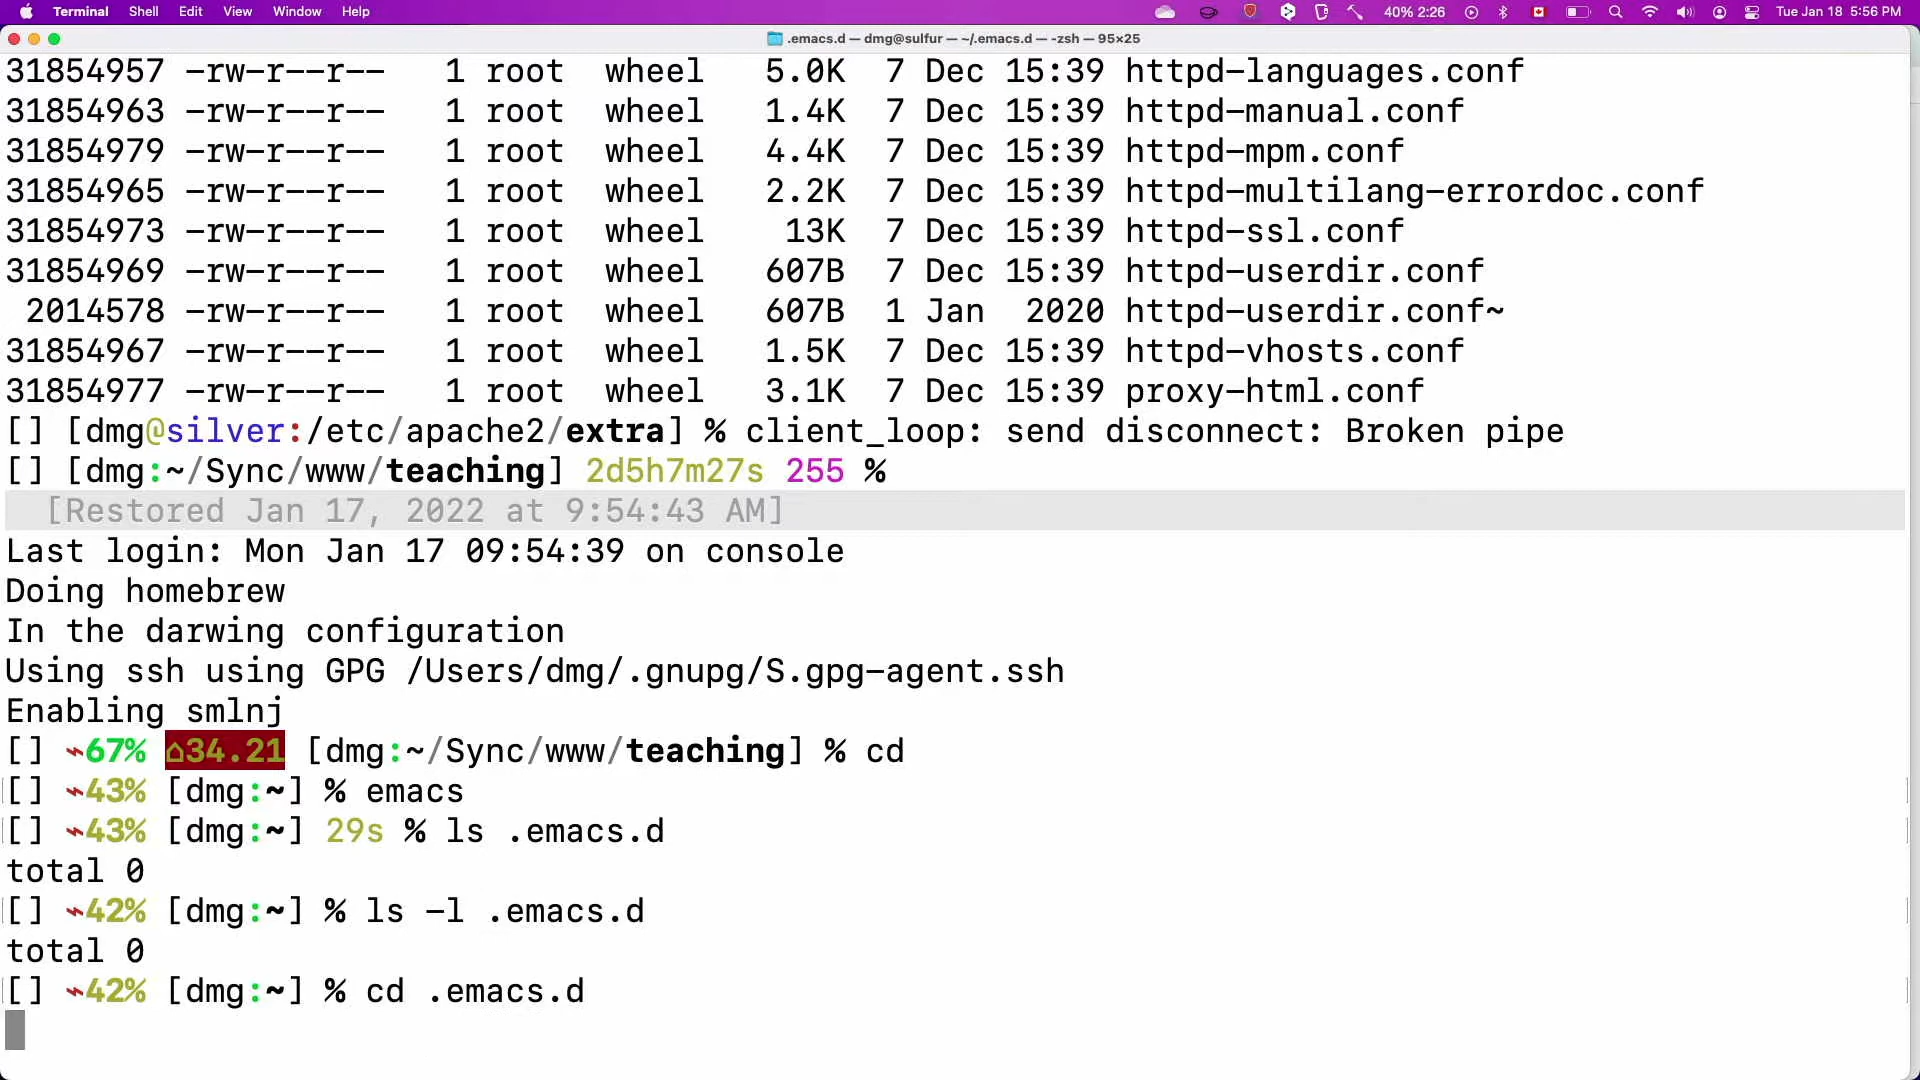 Terminal Shell Edit View Window Help 40% 2:26 Tue Jan 18 5:56 PM
.emacs.d — dmg@sulfur — ~/.emacs.d — -zsh — 95×25
31854957 -rw-r--r-- 1 root wheel 5.0K 7 Dec 15:39 httpd-languages.conf
31854963 -rw-r--r-- 1 root wheel 1.4K 7 Dec 15:39 httpd-manual.conf
31854979 -rw-r--r-- 1 root wheel 4.4K 7 Dec 15:39 httpd-mpm.conf
31854965 -rw-r--r-- 1 root wheel 2.2K 7 Dec 15:39 httpd-multilang-errordoc.conf
31854973 -rw-r--r-- 1 root wheel 13K 7 Dec 15:39 httpd-ssl.conf
31854969 -rw-r--r-- 1 root wheel 607B 7 Dec 15:39 httpd-userdir.conf
2014578 -rw-r--r-- 1 root wheel 607B 1 Jan 2020 httpd-userdir.conf~
31854967 -rw-r--r-- 1 root wheel 1.5K 7 Dec 15:39 httpd-vhosts.conf
31854977 -rw-r--r-- 1 root wheel 3.1K 7 Dec 15:39 proxy-html.conf
[] [dmg@silver:/etc/apache2/extra] % client_loop: send disconnect: Broken pipe
[] [dmg:~/Sync/www/teaching] 2d5h7m27s 255 %
[Restored Jan 17, 2022 at 9:54:43 AM]
Last login: Mon Jan 17 09:54:39 on console
Doing homebrew
In the darwing configuration
Using ssh using GPG /Users/dmg/.gnupg/S.gpg-agent.ssh
Enabling smlnj
[] ⌁67% ⌂34.21 [dmg:~/Sync/www/teaching] % cd
[] ⌁43% [dmg:~] % emacs
[] ⌁43% [dmg:~] 29s % ls .emacs.d
total 0
[] ⌁42% [dmg:~] % ls -l .emacs.d
total 0
[] ⌁42% [dmg:~] % cd .emacs.d